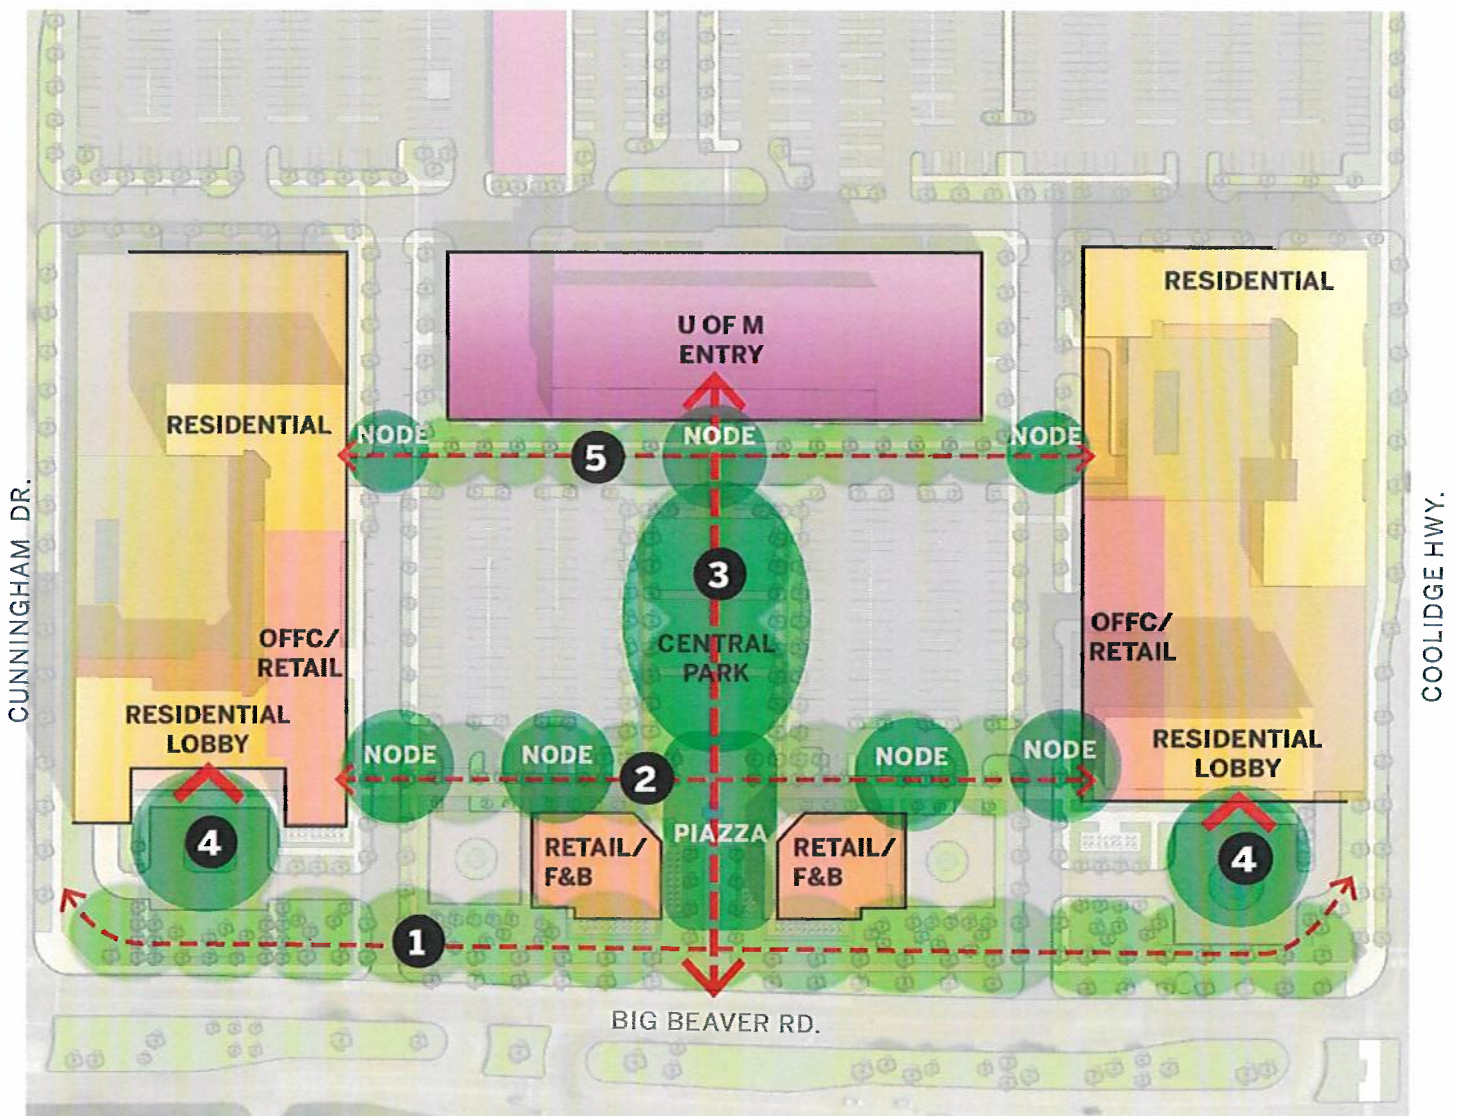 RESIDENTIAL
U OF M
ENTRY
RESIDENTIAL
NODE
NODE
NODE
5
CUNNINGHAM DR.
COOLIDGE HWY.
3
OFFC/
RETAIL
CENTRAL
PARK
OFFC/
RETAIL
RESIDENTIAL
LOBBY
NODE
NODE
2
NODE
NODE
RESIDENTIAL
LOBBY
4
RETAIL/
F&B
PIAZZA
RETAIL/
F&B
4
1
BIG BEAVER RD.